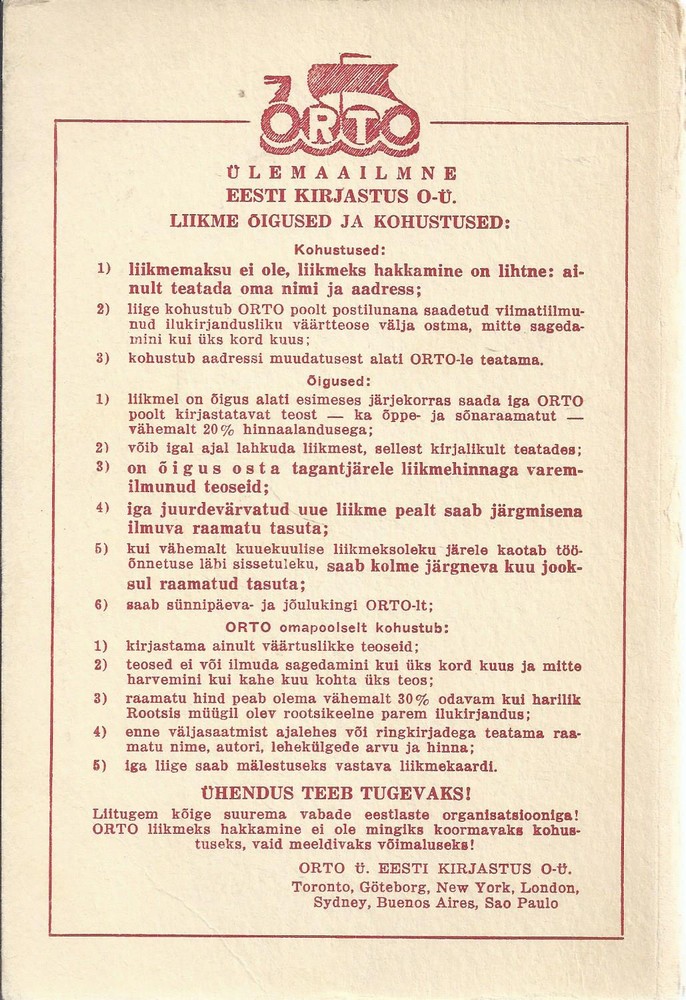 ORTO
ÜLEMAAILMNE
EESTI KIRJASTUS O-Ü.
LIIKME ÕIGUSED JA KOHUSTUSED:
Kohustused:
1) liikmemaksu ei ole, liikmeks hakkamine on lihtne: ai-
nult teatada oma nimi ja aadress;
2) liige kohustub ORTO poolt postilunana saadetud viimatiilmu-
nud ilukirjandusliku väärtteose välja ostma, mitte sageda-
mini kui üks kord kuus;
3) kohustub aadressi muudatusest alati ORTO-le teatama.
Õigused:
1) liikmel on õigus alati esimeses järjekorras saada iga ORTO
poolt kirjastatavat teost — ka õppe- ja sõnaraamatut —
vähemalt 20% hinnaalandusega;
2) võib igal ajal lahkuda liikmest, sellest kirjalikult teatades;
3) on õigus osta tagantjärele liikmehinnaga varem-
ilmunud teoseid;
4) iga juurdevärvatud uue liikme pealt saab järgmisena
ilmuva raamatu tasuta;
5) kui vähemalt kuuekuulise liikmeksoleku järele kaotab töö-
õnnetuse läbi sissetuleku, saab kolme järgneva kuu jook-
sul raamatud tasuta;
6) saab sünnipäeva- ja jõulukingi ORTO-lt;
ORTO omapoolselt kohustub:
1) kirjastama ainult väärtuslikke teoseid;
2) teosed ei või ilmuda sagedamini kui üks kord kuus ja mitte
harvemini kui kahe kuu kohta üks teos;
3) raamatu hind peab olema vähemalt 30% odavam kui harilik
Rootsis müügil olev rootsikeelne parem ilukirjandus;
4) enne väljasaatmist ajalehes või ringkirjadega teatama raa-
matu nime, autori, lehekülgede arvu ja hinna;
5) iga liige saab mälestuseks vastava liikmekaardi.
ÜHENDUS TEEB TUGEVAKS!
Liitugem kõige suurema vabade eestlaste organisatsiooniga!
ORTO liikmeks hakkamine ei ole mingiks koormavaks kohus-
tuseks, vaid meeldivaks võimaluseks!
ORTO Ü. EESTI KIRJASTUS O-Ü.
Toronto, Göteborg, New York, London,
Sydney, Buenos Aires, Sao Paulo